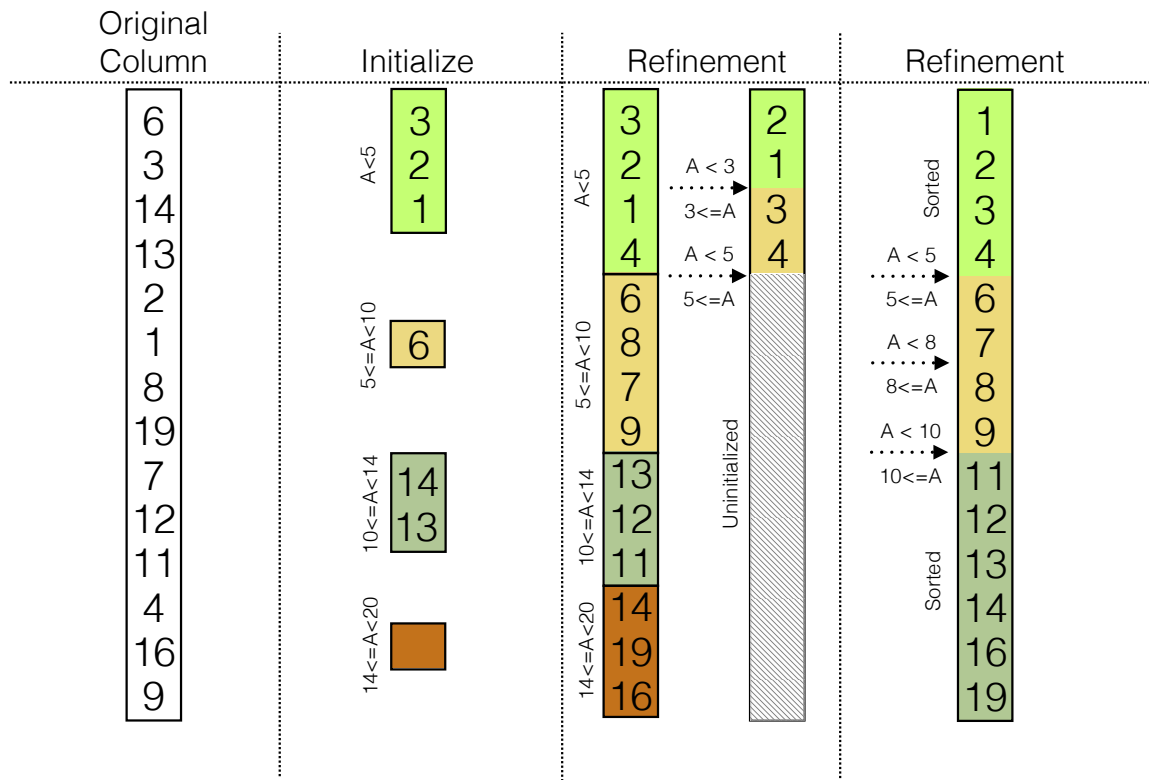 Original
Column
Initialize
Refinement
Refinement
6
3
14
13
2
1
8
19
7
12
11
4
16
9
A<5
3
2
1
5<=A<10
6
10<=A<14
14
13
14<=A<20
A<5
3
2
1
4
5<=A<10
6
8
7
9
10<=A<14
13
12
11
14<=A<20
14
19
16
A < 3
3<=A
A < 5
5<=A
2
1
3
4
Uninitialized
Sorted
A < 5
5<=A
A < 8
8<=A
A < 10
10<=A
Sorted
1
2
3
4
6
7
8
9
11
12
13
14
16
19